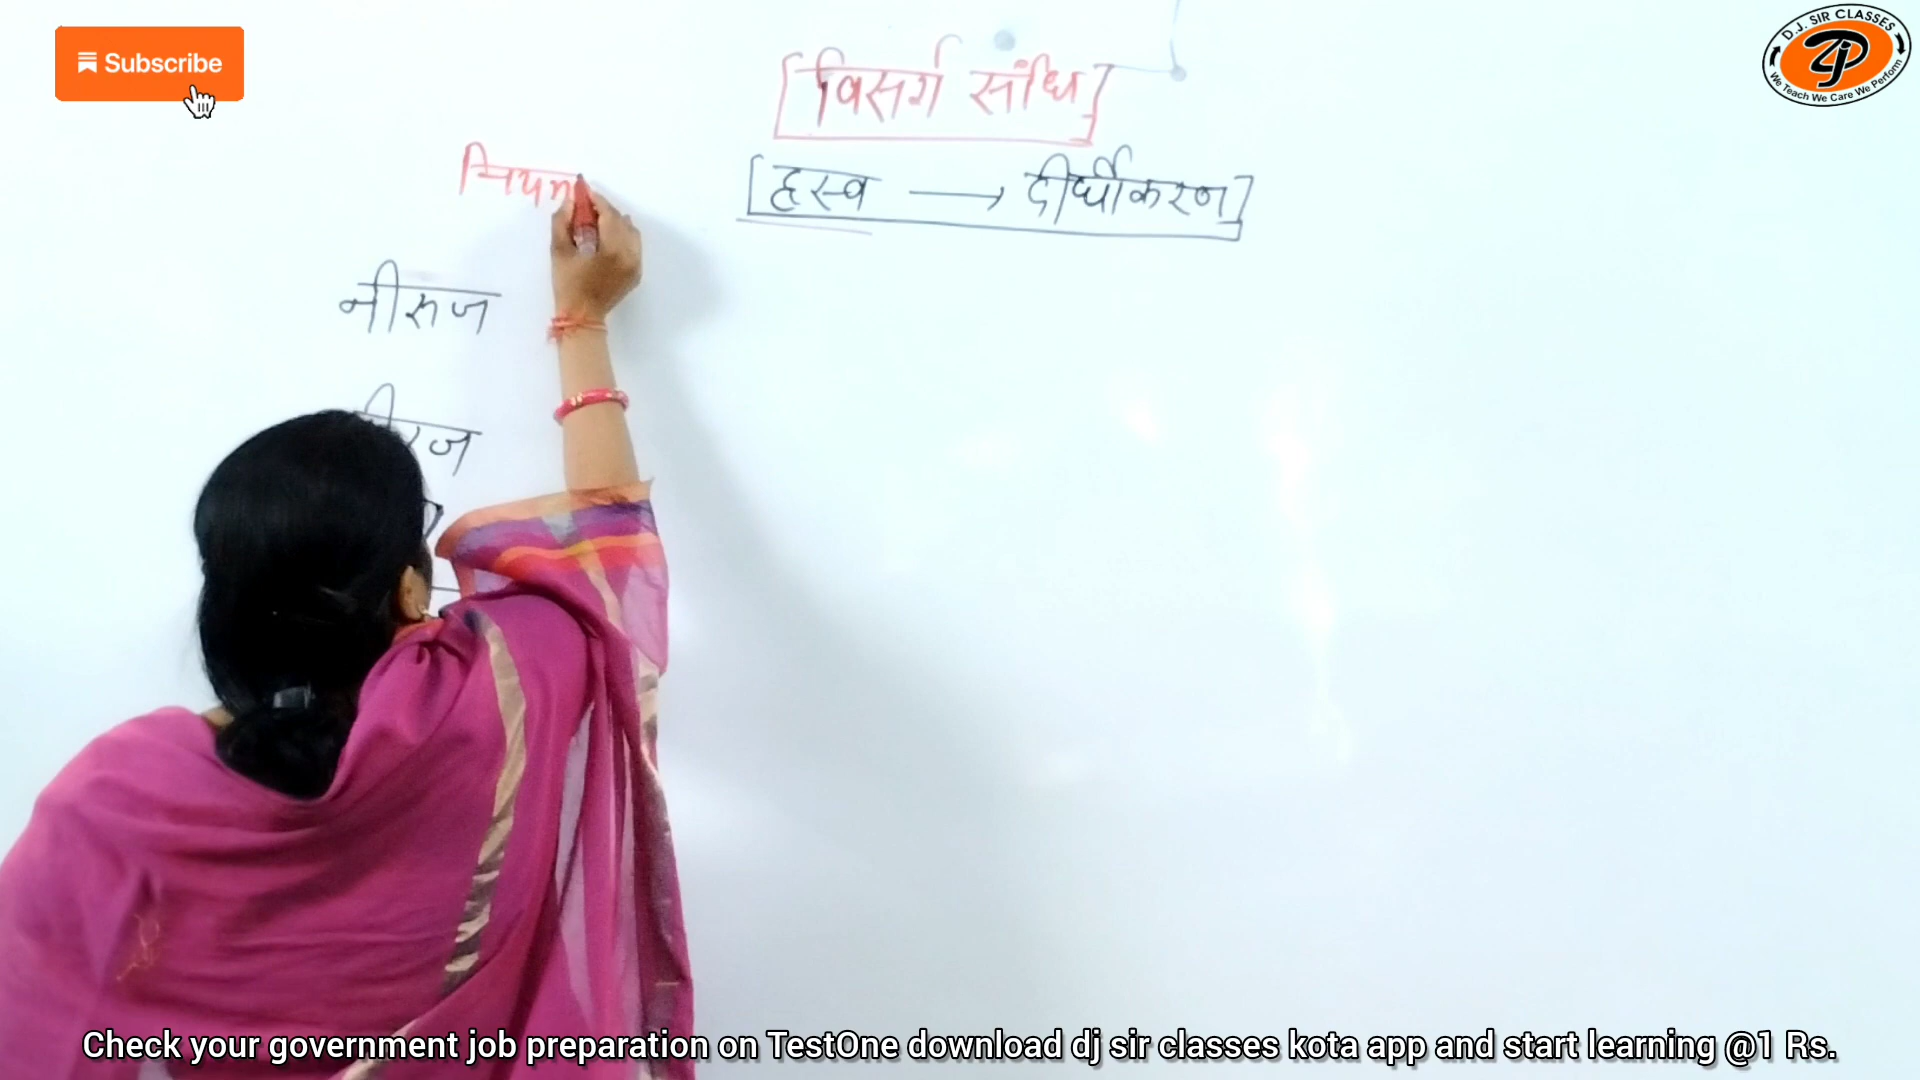 Subscribe
D.J. SIR CLASSES
We Teach We Care We Perform
विसर्ग संधि
नियम
ह्रस्व → दीर्घीकरण
नीरुज
Check your government job preparation on TestOne download dj sir classes kota app and start learning @1 Rs.